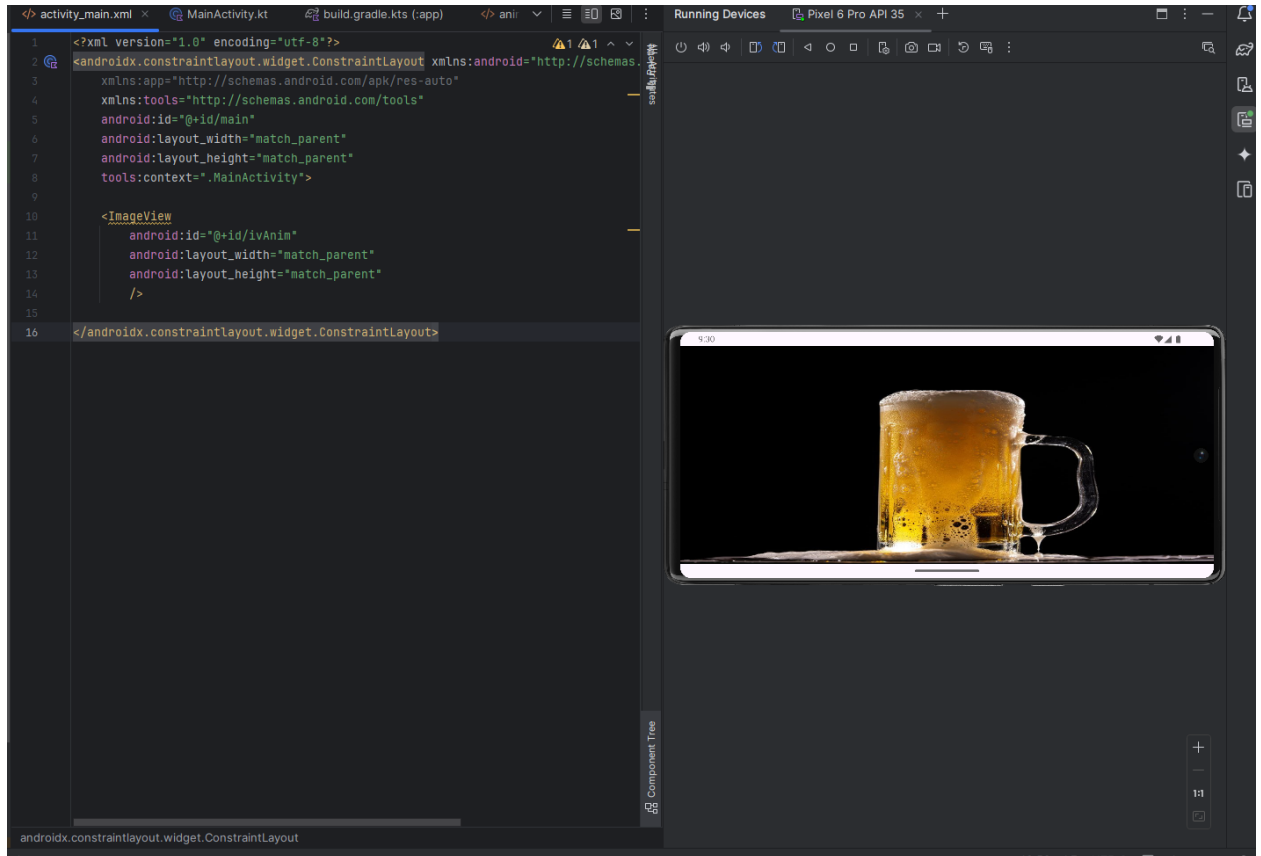 activity_main.xml
MainActivity.kt
build.gradle.kts (:app)
anir
Running Devices
Pixel 6 Pro API 35
1 <?xml version="1.0" encoding="utf-8"?>
1 1
2 <androidx.constraintlayout.widget.ConstraintLayout xmlns:android="http://schemas.
3 xmlns:app="http://schemas.android.com/apk/res-auto"
4 xmlns:tools="http://schemas.android.com/tools"
5 android:id="@+id/main"
6 android:layout_width="match_parent"
7 android:layout_height="match_parent"
8 tools:context=".MainActivity">
9
10 <ImageView
11 android:id="@+id/ivAnim"
12 android:layout_width="match_parent"
13 android:layout_height="match_parent"
14 />
15
16 </androidx.constraintlayout.widget.ConstraintLayout>
9:30
Component Tree
1:1
androidx.constraintlayout.widget.ConstraintLayout